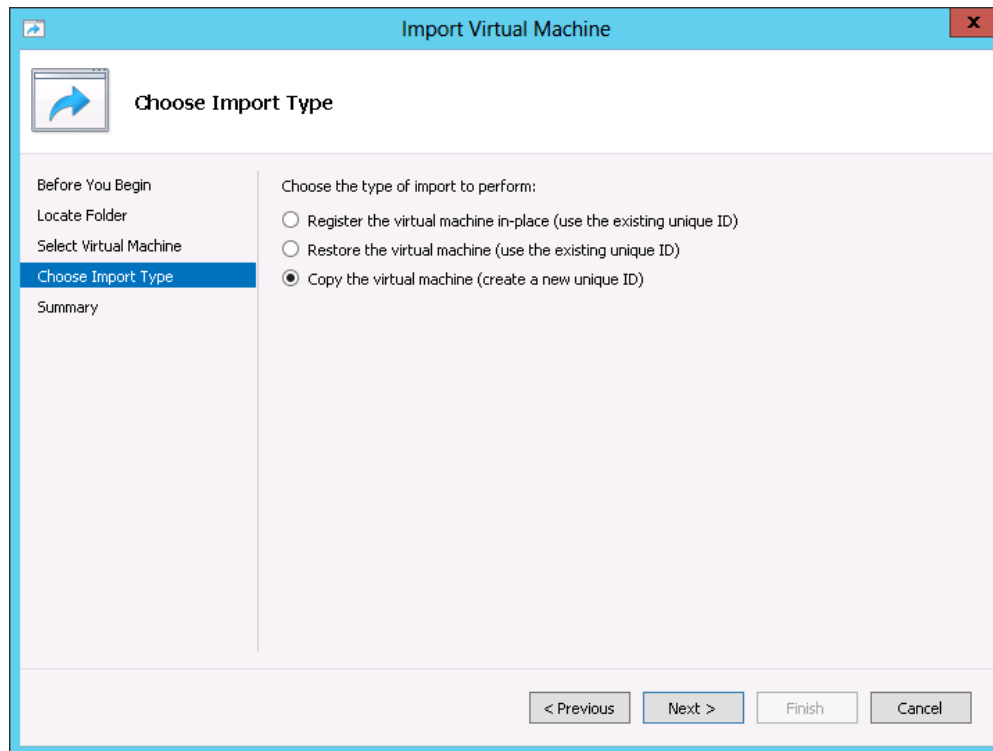 Import Virtual Machine
x
Choose Import Type
Before You Begin
Locate Folder
Select Virtual Machine
Choose Import Type
Summary
Choose the type of import to perform:
Register the virtual machine in-place (use the existing unique ID)
Restore the virtual machine (use the existing unique ID)
Copy the virtual machine (create a new unique ID)
< Previous
Next >
Finish
Cancel